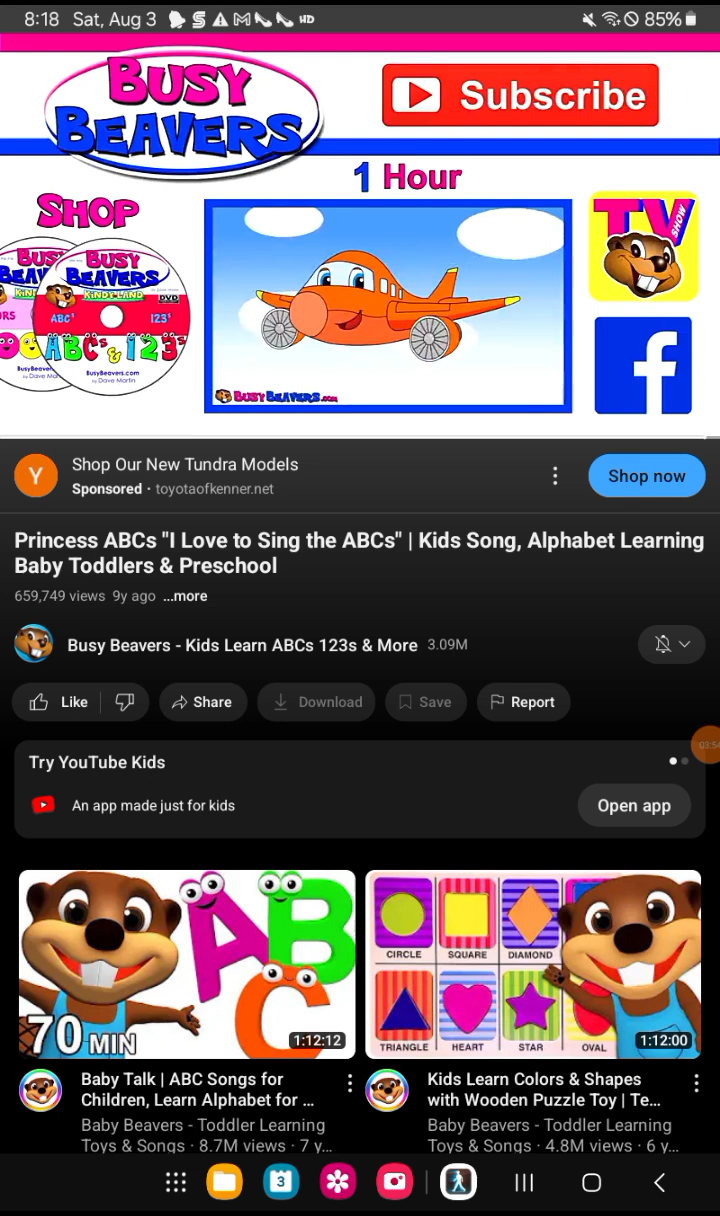 8:18 Sat, Aug 3
85%
BUSY
BEAVERS
Subscribe
1 Hour
SHOP
TV
SHOW
BUSY
BEAVERS
KiNDY-LAND
DVD
ABC's
123's
ABC's & 123's
BusyBeavers.com
by Dave Martin
BUSY BEAVERS.com
f
Y
Shop Our New Tundra Models
Sponsored · toyotaofkenner.net
Shop now
Princess ABCs "I Love to Sing the ABCs" | Kids Song, Alphabet Learning
Baby Toddlers & Preschool
659,749 views 9y ago ...more
Busy Beavers - Kids Learn ABCs 123s & More 3.09M
Like
Share
Download
Save
Report
03:54
Try YouTube Kids
An app made just for kids
Open app
A B C
70 MIN
1:12:12
CIRCLE SQUARE DIAMOND
TRIANGLE HEART STAR OVAL
1:12:00
Baby Talk | ABC Songs for
Children, Learn Alphabet for ...
Baby Beavers - Toddler Learning
Toys & Songs · 8.7M views · 7 y...
Kids Learn Colors & Shapes
with Wooden Puzzle Toy | Te...
Baby Beavers - Toddler Learning
Toys & Songs · 4.8M views · 6 y...
3